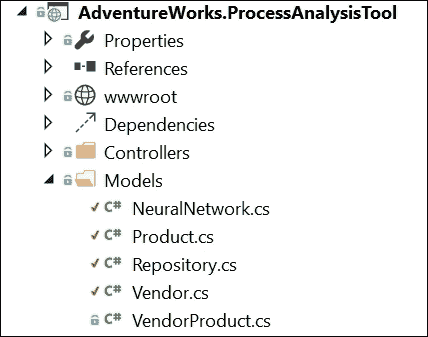 AdventureWorks.ProcessAnalysisTool
Properties
References
wwwroot
Dependencies
Controllers
Models
C# NeuralNetwork.cs
C# Product.cs
C# Repository.cs
C# Vendor.cs
C# VendorProduct.cs